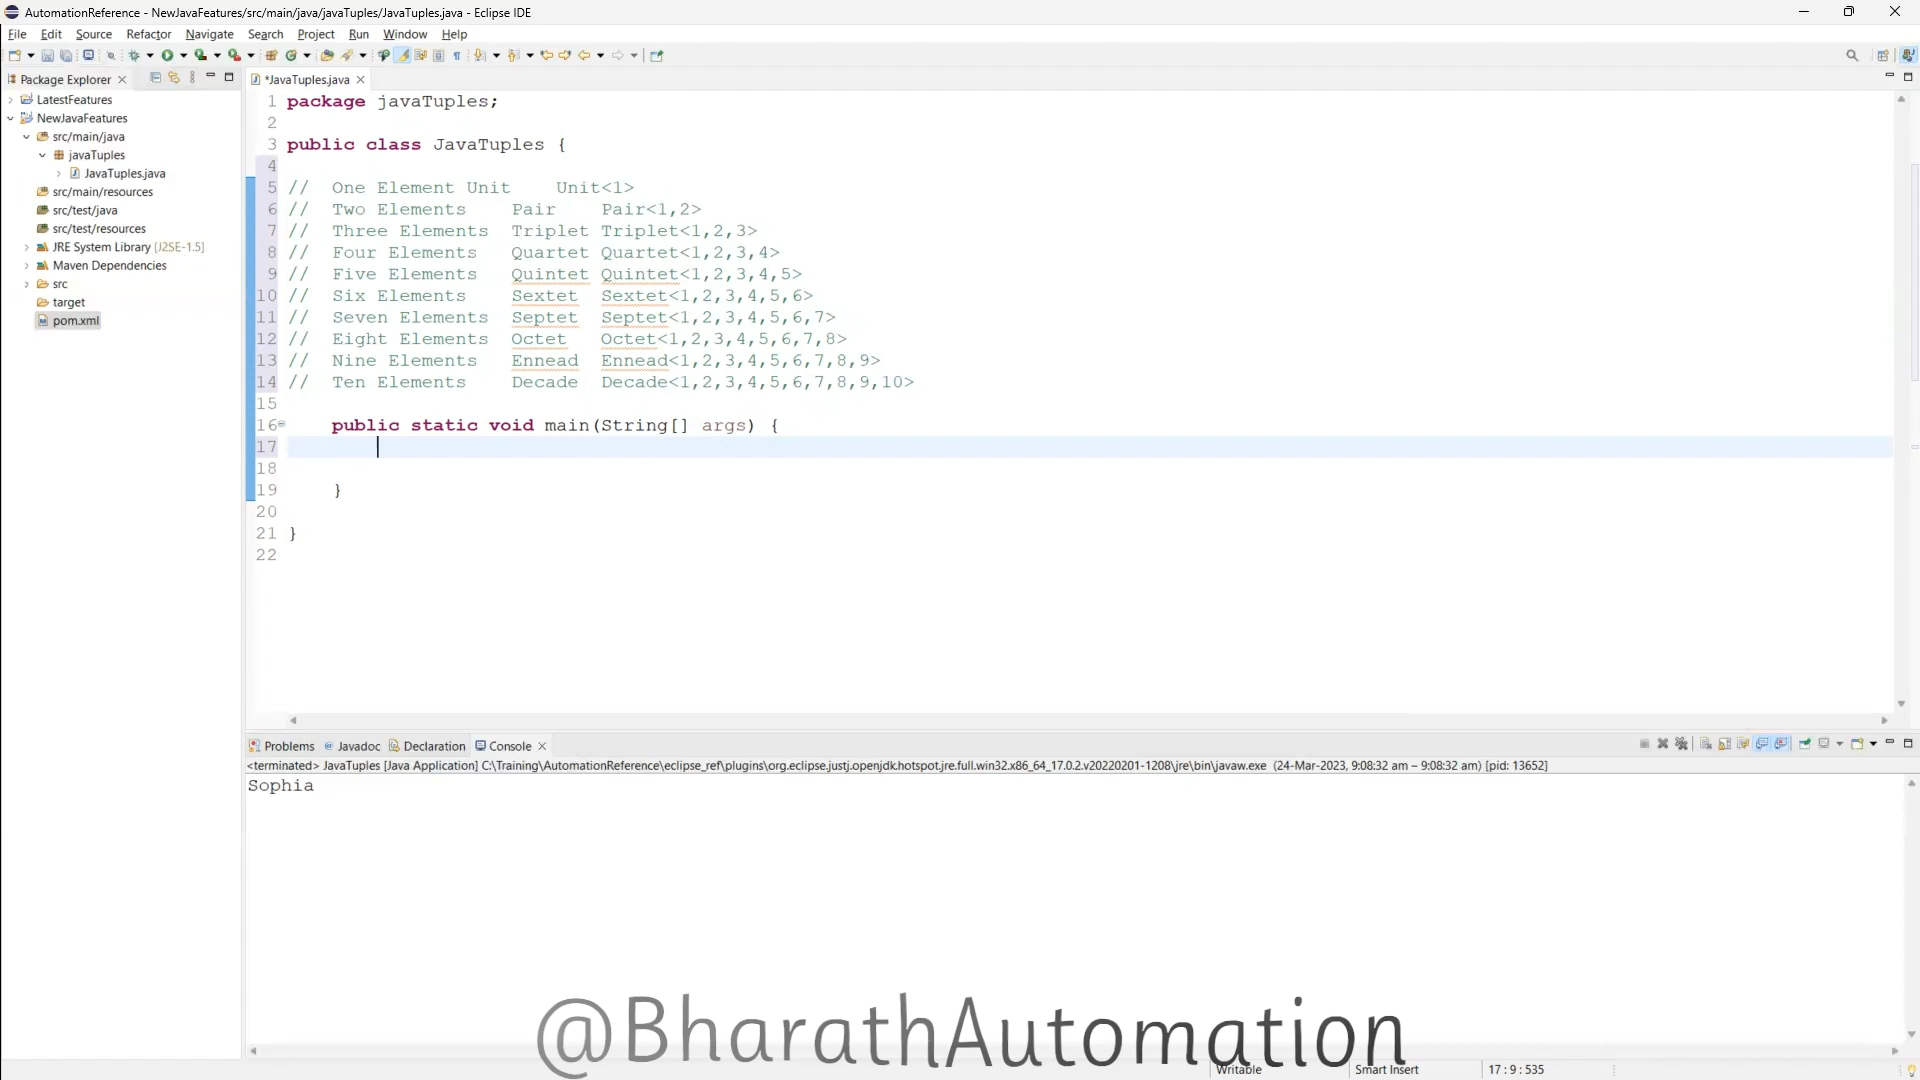 AutomationReference - NewJavaFeatures/src/main/java/javaTuples/JavaTuples.java - Eclipse IDE
File Edit Source Refactor Navigate Search Project Run Window Help
Package Explorer
*JavaTuples.java
LatestFeatures
NewJavaFeatures
src/main/java
javaTuples
JavaTuples.java
src/main/resources
src/test/java
src/test/resources
JRE System Library [J2SE-1.5]
Maven Dependencies
src
target
pom.xml
1 package javaTuples;
2
3 public class JavaTuples {
4
5 // One Element Unit Unit<1>
6 // Two Elements Pair Pair<1,2>
7 // Three Elements Triplet Triplet<1,2,3>
8 // Four Elements Quartet Quartet<1,2,3,4>
9 // Five Elements Quintet Quintet<1,2,3,4,5>
10 // Six Elements Sextet Sextet<1,2,3,4,5,6>
11 // Seven Elements Septet Septet<1,2,3,4,5,6,7>
12 // Eight Elements Octet Octet<1,2,3,4,5,6,7,8>
13 // Nine Elements Ennead Ennead<1,2,3,4,5,6,7,8,9>
14 // Ten Elements Decade Decade<1,2,3,4,5,6,7,8,9,10>
15
16 public static void main(String[] args) {
17
18
19 }
20
21 }
22
Problems Javadoc Declaration Console
<terminated> JavaTuples [Java Application] C:\Training\AutomationReference\eclipse_ref\plugins\org.eclipse.justj.openjdk.hotspot.jre.full.win32.x86_64_17.0.2.v20220201-1208\jre\bin\javaw.exe (24-Mar-2023, 9:08:32 am – 9:08:32 am) [pid: 13652]
Sophia
@BharathAutomation
Writable Smart Insert 17 : 9 : 535